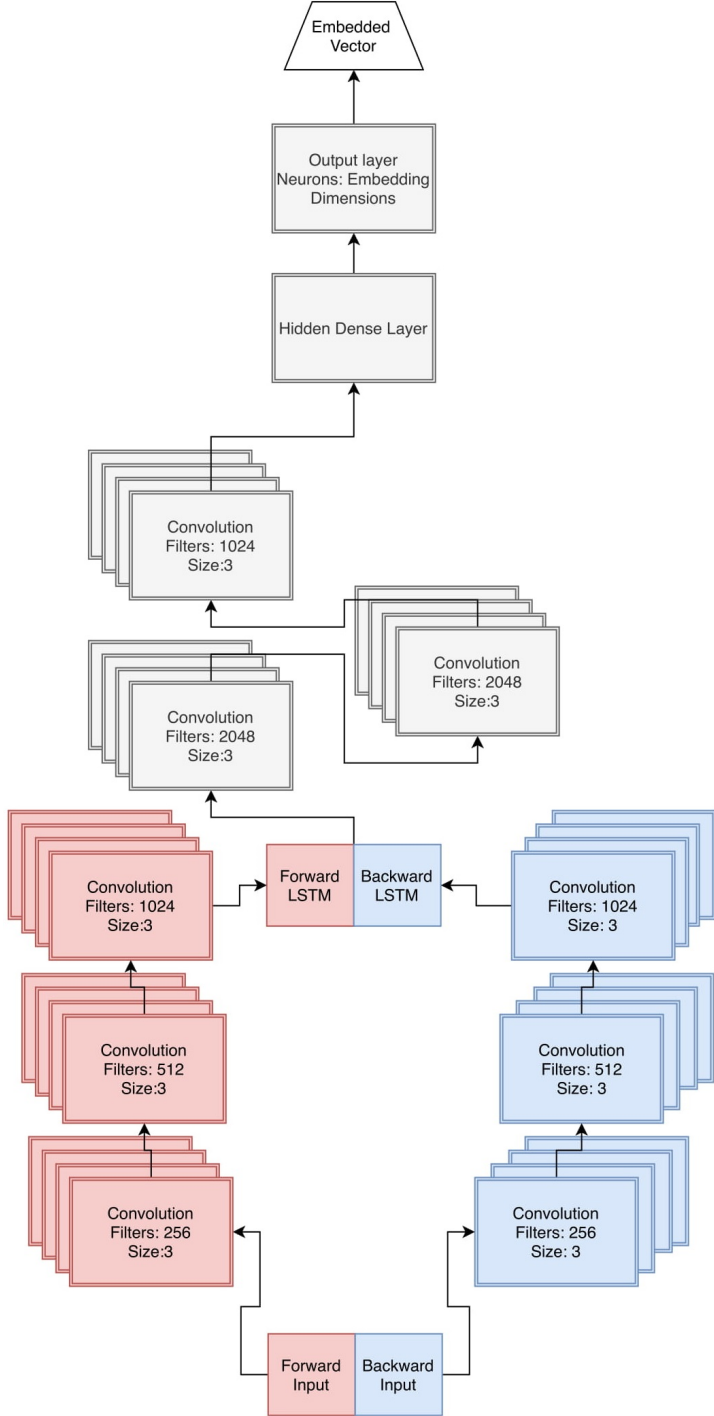 Embedded
Vector
Output layer
Neurons: Embedding
Dimensions
Hidden Dense Layer
Convolution
Filters: 1024
Size:3
Convolution
Filters: 2048
Size:3
Convolution
Filters: 2048
Size:3
Convolution
Filters: 1024
Size:3
Forward
LSTM
Backward
LSTM
Convolution
Filters: 1024
Size: 3
Convolution
Filters: 512
Size:3
Convolution
Filters: 512
Size: 3
Convolution
Filters: 256
Size:3
Convolution
Filters: 256
Size: 3
Forward
Input
Backward
Input